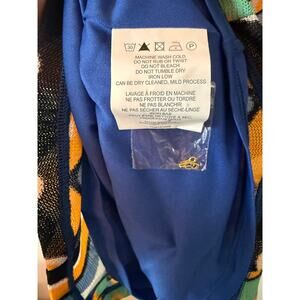 30 P
MACHINE WASH COLD
DO NOT RUB OR TWIST
DO NOT BLEACH
DO NOT TUMBLE DRY
IRON LOW
CAN BE DRY CLEANED, MILD PROCESS
LAVAGE À FROID EN MACHINE
NE PAS FROTTER OU TORDRE
NE PAS BLANCHIR
NE PAS SÉCHER AU SÈCHE-LINGE